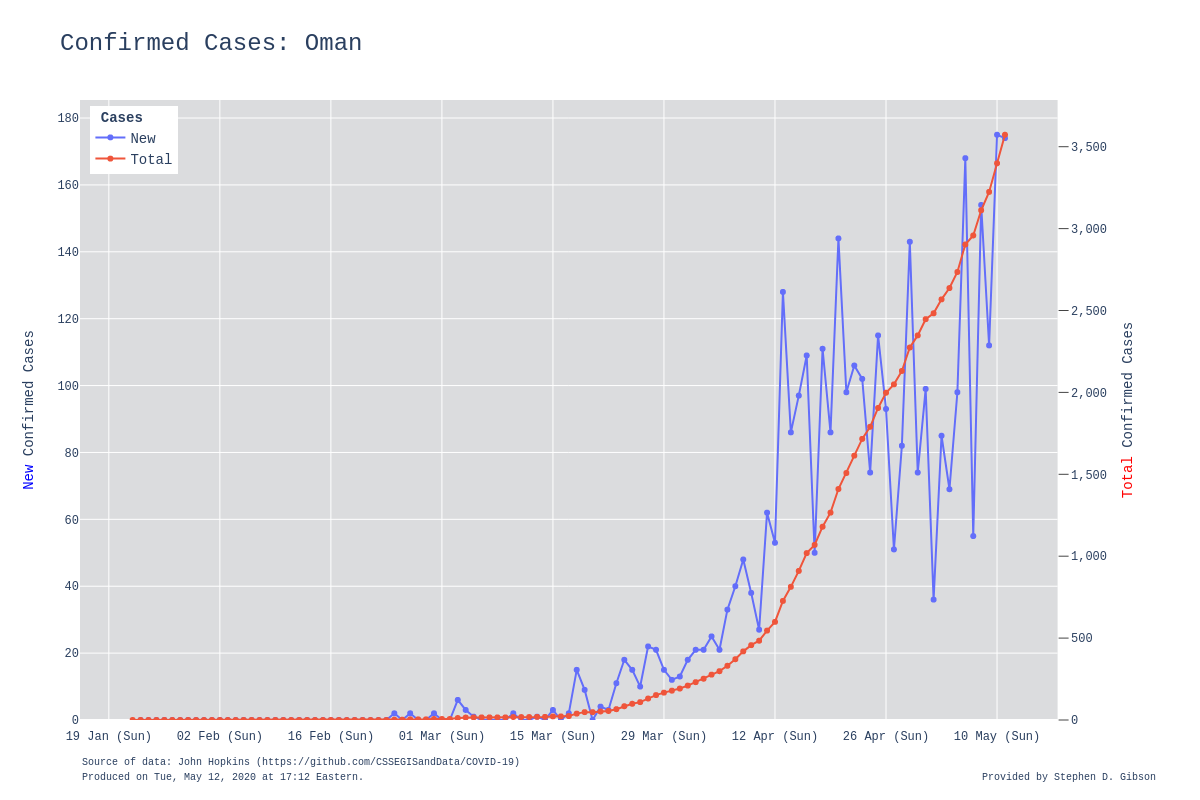 Confirmed Cases: Oman
Cases
New
Total
180
160
140
120
100
80
60
40
20
0
3,500
3,000
2,500
2,000
1,500
1,000
500
0
New Confirmed Cases
Total Confirmed Cases
19 Jan (Sun) 02 Feb (Sun) 16 Feb (Sun) 01 Mar (Sun) 15 Mar (Sun) 29 Mar (Sun) 12 Apr (Sun) 26 Apr (Sun) 10 May (Sun)
Source of data: John Hopkins (https://github.com/CSSEGISandData/COVID-19)
Produced on Tue, May 12, 2020 at 17:12 Eastern.
Provided by Stephen D. Gibson